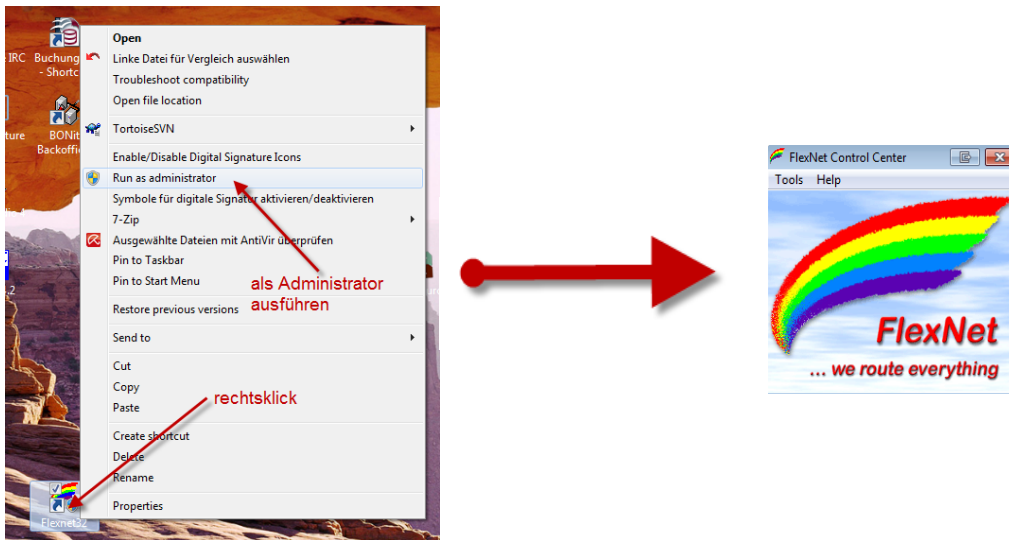 IRC
Buchung
- Shortc
ture
BONit
Backoffi
Open
Linke Datei für Vergleich auswählen
Troubleshoot compatibility
Open file location
TortoiseSVN
Enable/Disable Digital Signature Icons
Run as administrator
Symbole für digitale Signatur aktivieren/deaktivieren
7-Zip
Ausgewählte Dateien mit AntiVir überprüfen
Pin to Taskbar
Pin to Start Menu
Restore previous versions
Send to
Cut
Copy
Paste
Create shortcut
Delete
Rename
Properties
als Administrator
ausführen
rechtsklick
Flexnet32
FlexNet Control Center
Tools Help
FlexNet
... we route everything